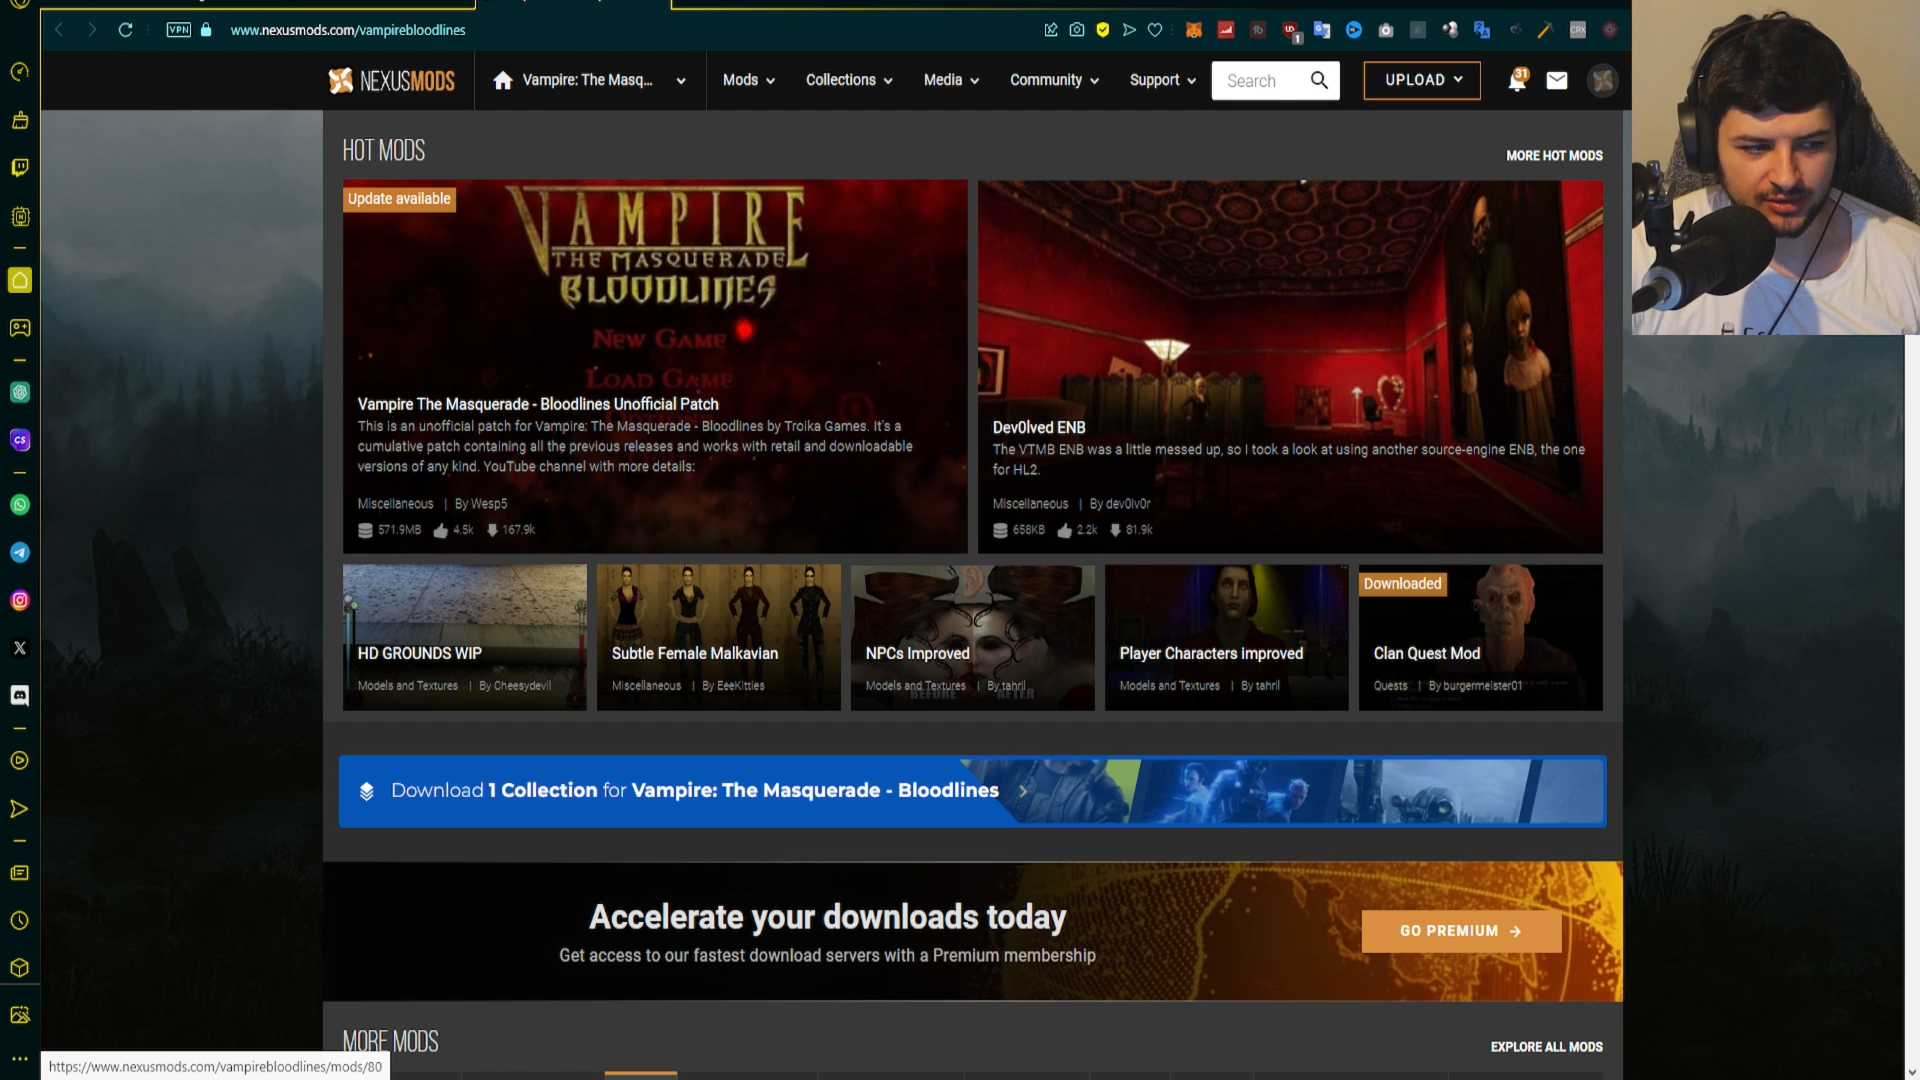 VPN
www.nexusmods.com/vampirebloodlines
1
CRX
NEXUSMODS
Vampire: The Masq...
Mods
Collections
Media
Community
Support
Search
UPLOAD
31
HOT MODS
MORE HOT MODS
Update available
VAMPIRE
THE MASQUERADE
BLOODLINES
NEW GAME
LOAD GAME
Vampire The Masquerade - Bloodlines Unofficial Patch
This is an unofficial patch for Vampire: The Masquerade - Bloodlines by Troika Games. It's a
cumulative patch containing all the previous releases and works with retail and downloadable
versions of any kind. YouTube channel with more details:
Miscellaneous | By Wesp5
571.9MB 4.5k 167.9k
Dev0lved ENB
The VTMB ENB was a little messed up, so I took a look at using another source-engine ENB, the one
for HL2.
Miscellaneous | By dev0lv0r
658KB 2.2k 81.9k
HD GROUNDS WIP
Models and Textures | By Cheesydevil
Subtle Female Malkavian
Miscellaneous | By EeeKitties
NPCs Improved
Models and Textures | By tahril
BEFORE AFTER
Player Characters improved
Models and Textures | By tahril
Downloaded
Clan Quest Mod
Quests | By burgermeister01
Download 1 Collection for Vampire: The Masquerade - Bloodlines
Accelerate your downloads today
Get access to our fastest download servers with a Premium membership
GO PREMIUM →
MORE MODS
EXPLORE ALL MODS
https://www.nexusmods.com/vampirebloodlines/mods/80
CS